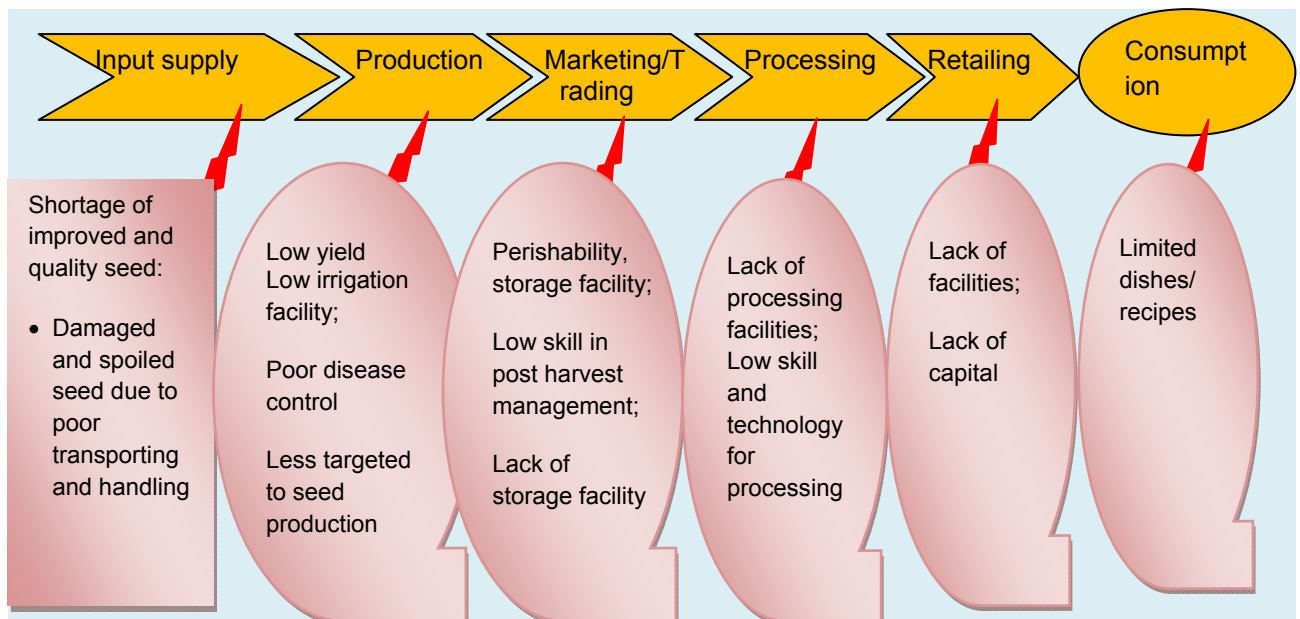 Input supply
Production
Marketing/T
rading
Processing
Retailing
Consumpt
ion
Shortage of
improved and
quality seed:
• Damaged
and spoiled
seed due to
poor
transporting
and handling
Low yield
Low irrigation
facility;
Poor disease
control
Less targeted
to seed
production
Perishability,
storage facility;
Low skill in
post harvest
management;
Lack of
storage facility
Lack of
processing
facilities;
Low skill
and
technology
for
processing
Lack of
facilities;
Lack of
capital
Limited
dishes/
recipes